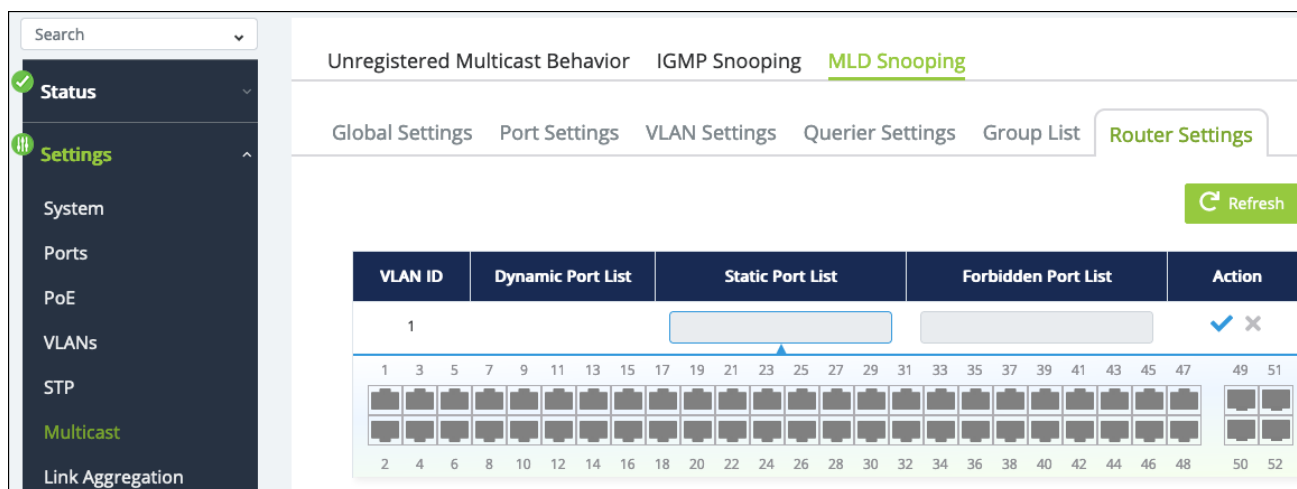 Search
Status
Settings
System
Ports
PoE
VLANs
STP
Multicast
Link Aggregation
Unregistered Multicast Behavior IGMP Snooping MLD Snooping
Global Settings Port Settings VLAN Settings Querier Settings Group List Router Settings
Refresh
VLAN ID Dynamic Port List Static Port List Forbidden Port List Action
1
1 3 5 7 9 11 13 15 17 19 21 23 25 27 29 31 33 35 37 39 41 43 45 47 49 51
2 4 6 8 10 12 14 16 18 20 22 24 26 28 30 32 34 36 38 40 42 44 46 48 50 52